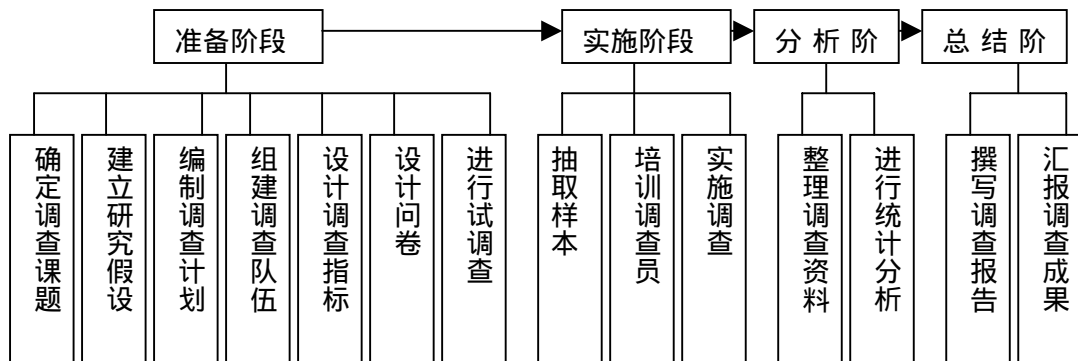 准备阶段
实施阶段
分析阶
总结阶
确定调查课题
建立研究假设
编制调查计划
组建调查队伍
设计调查指标
设计问卷
进行试调查
抽取样本
培训调查员
实施调查
整理调查资料
进行统计分析
撰写调查报告
汇报调查成果